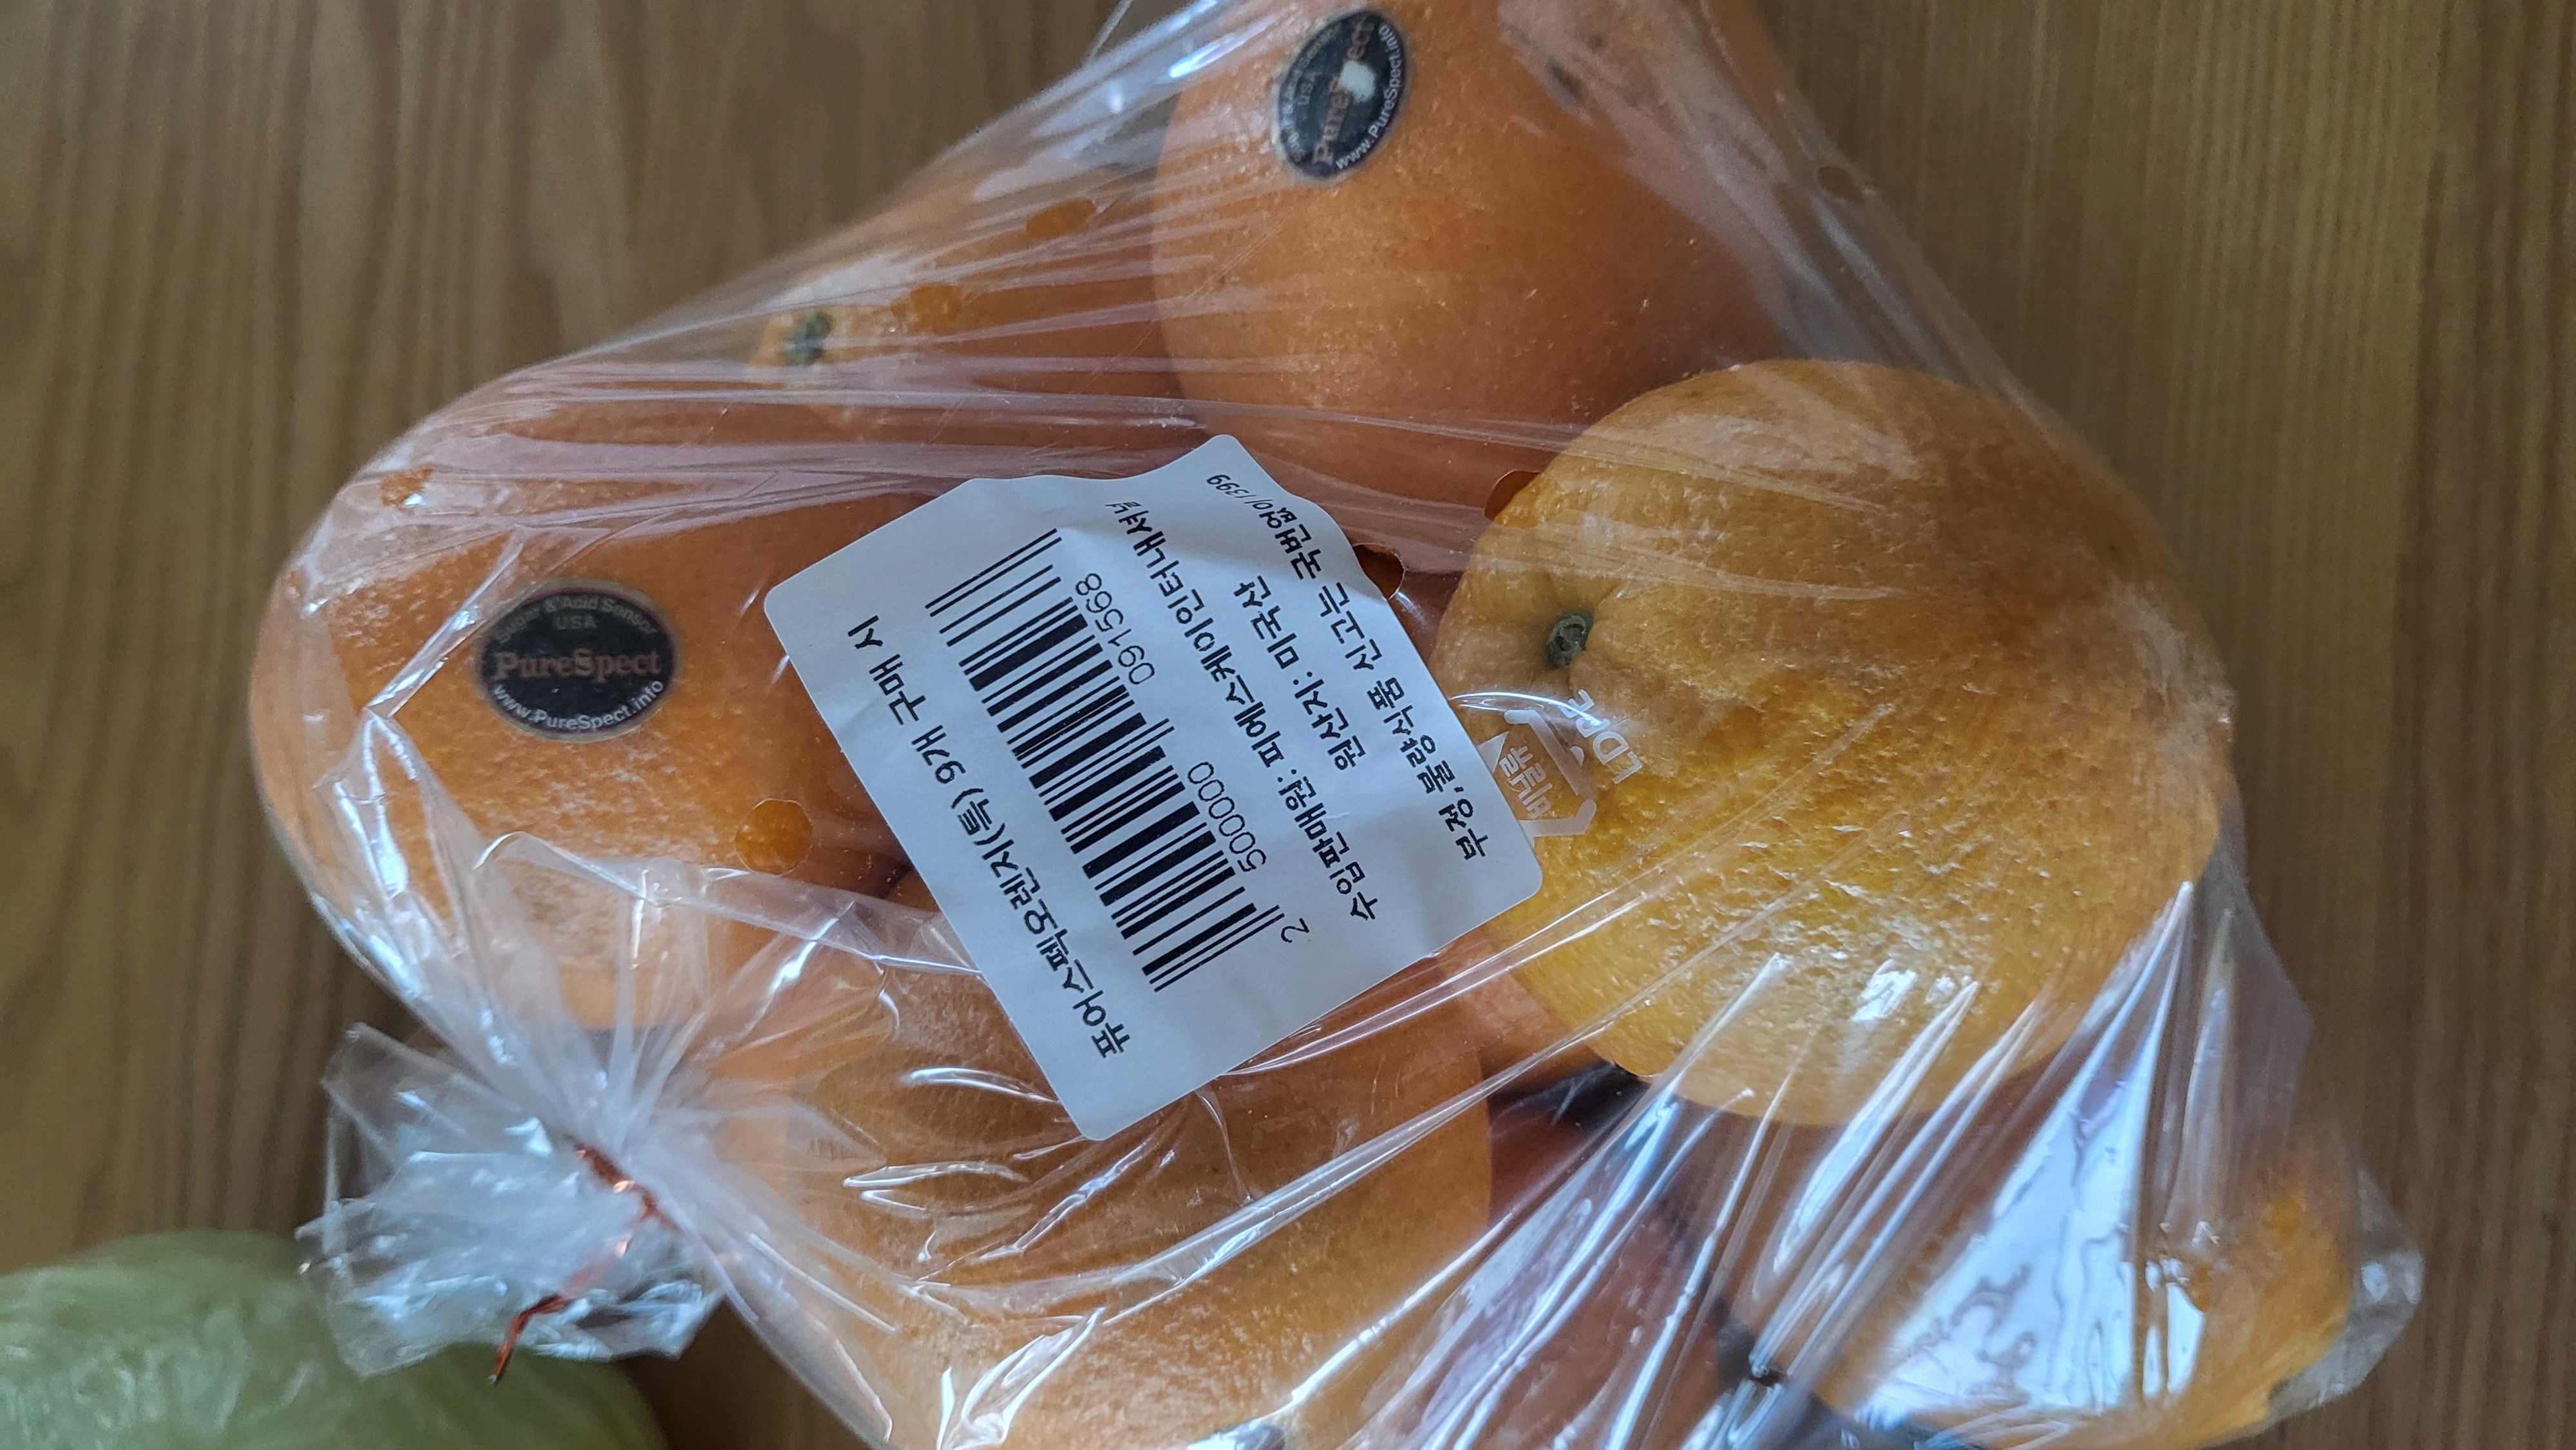 퓨어스펙오렌지(특) 9개 구매 시
2 500000 091568
수입판매원: 피에스케이인터내셔널
원산지: 미국산
부정,불량식품 신고는 국번없이1399
비닐류
LDPE
Sugar & Acid Sensor
USA
PureSpect
www.PureSpect.info
USA
PureSpect
www.PureSpect.info